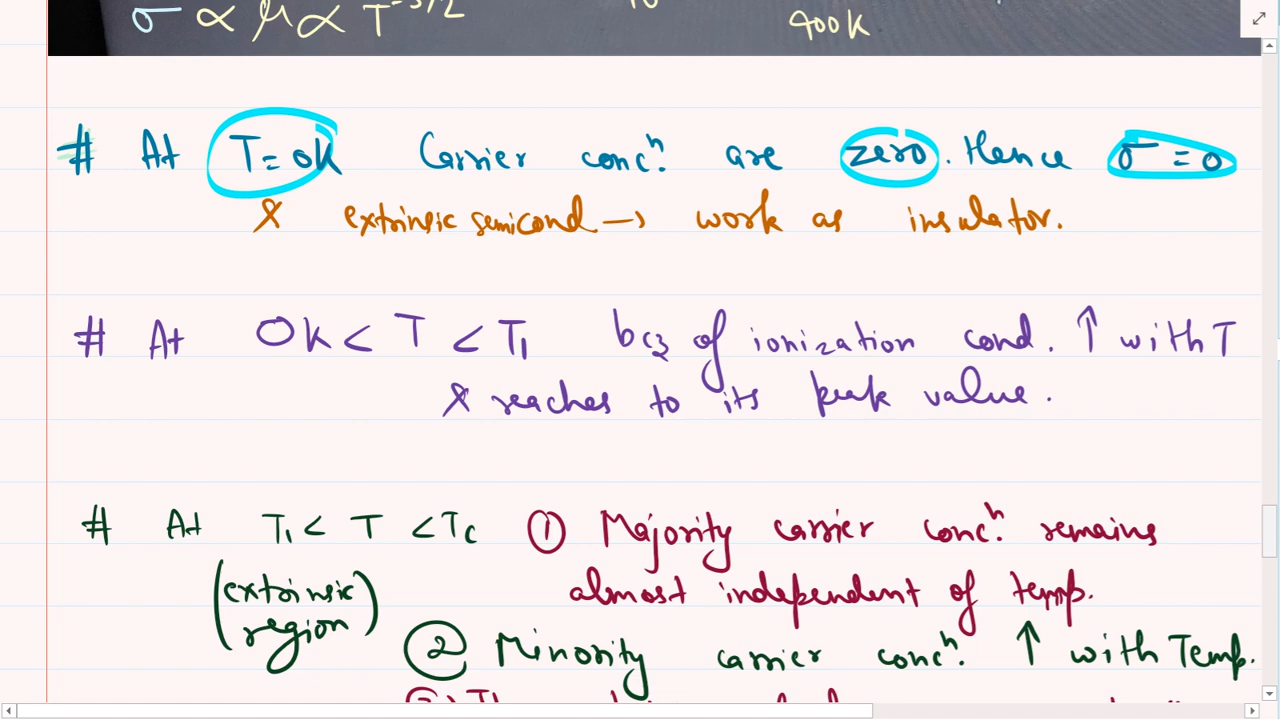 σ ∝ μ ∝ T^-3/2 400K
# At T=0K Carrier concⁿ. are zero. Hence σ = 0
& extrinsic semicond → work as insulator.
# At 0K < T < T₁ bcz of ionization cond. ↑ with T
& reaches to its peak value.
# At T₁ < T < Tc ① Majority carrier concⁿ. remains
(extrinsic region) almost independent of temp.
② Minority carrier concⁿ. ↑ with Temp.